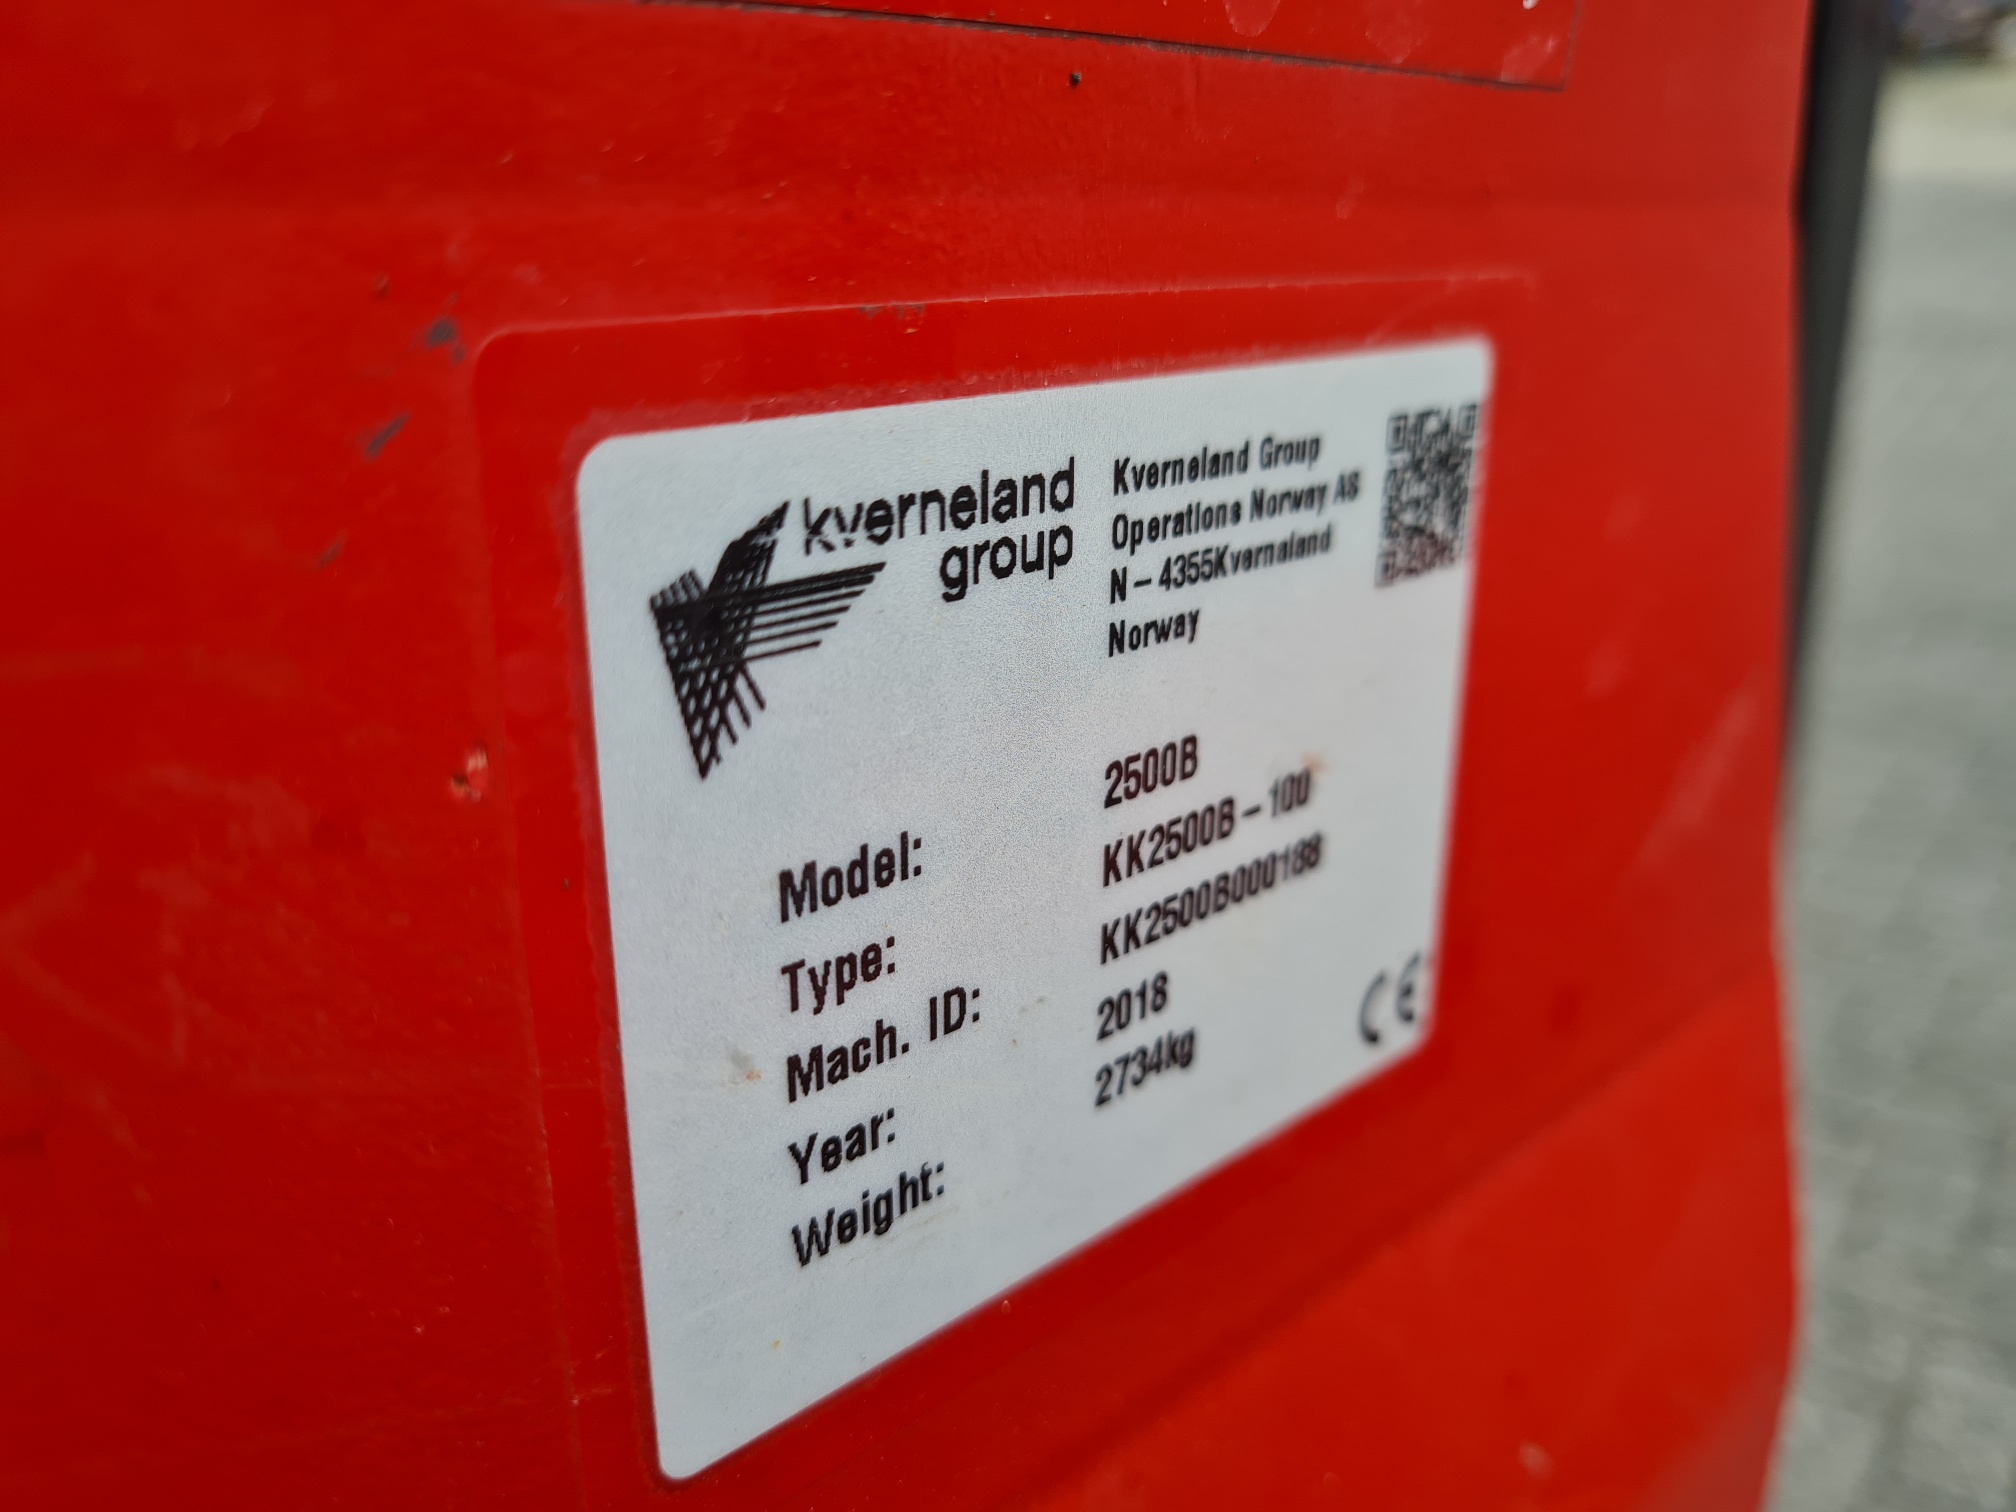 kverneland
group
Kverneland Group
Operations Norway AS
N-4355Kvernaland
Norway
Model: 2500B
Type: KK2500B-100
Mach. ID: KK2500B000188
Year: 2018
Weight: 2734kg
CE